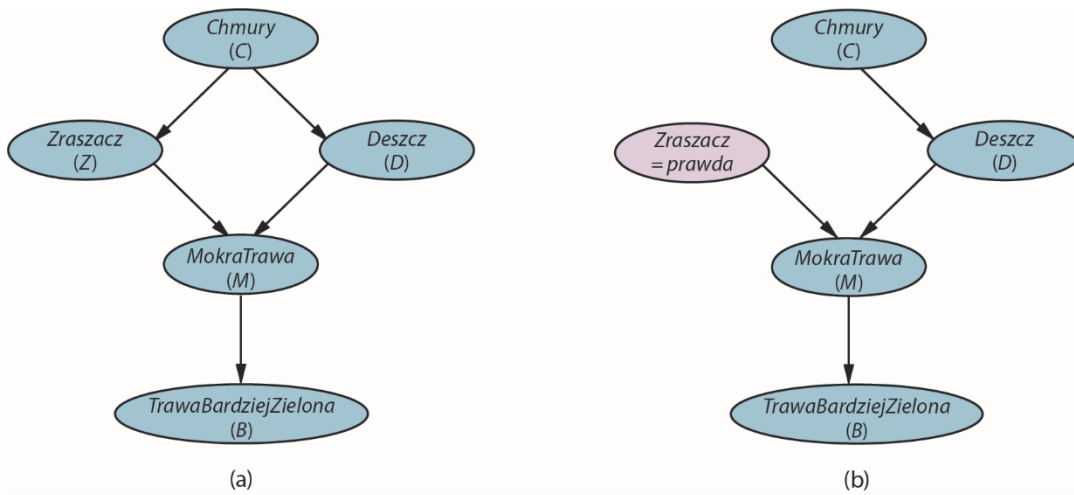 Chmury
(C)
Zraszacz
(Z)
Deszcz
(D)
MokraTrawa
(M)
TrawaBardziejZielona
(B)
(a)
Chmury
(C)
Zraszacz
= prawda
Deszcz
(D)
MokraTrawa
(M)
TrawaBardziejZielona
(B)
(b)